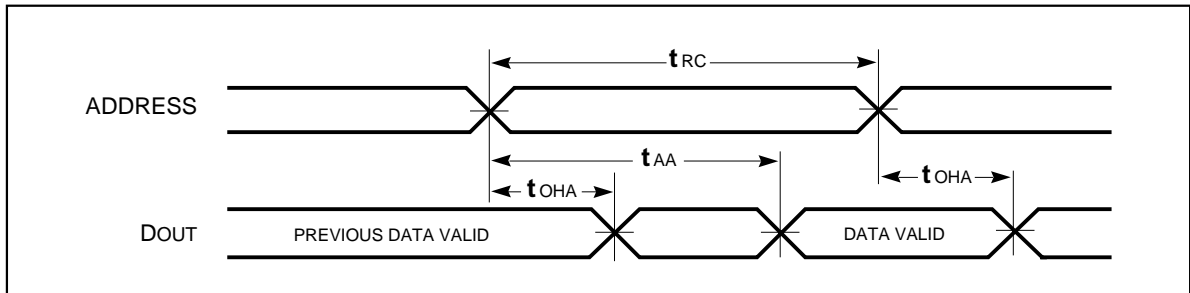 tRC
ADDRESS
tAA
tOHA
tOHA
DOUT
PREVIOUS DATA VALID
DATA VALID